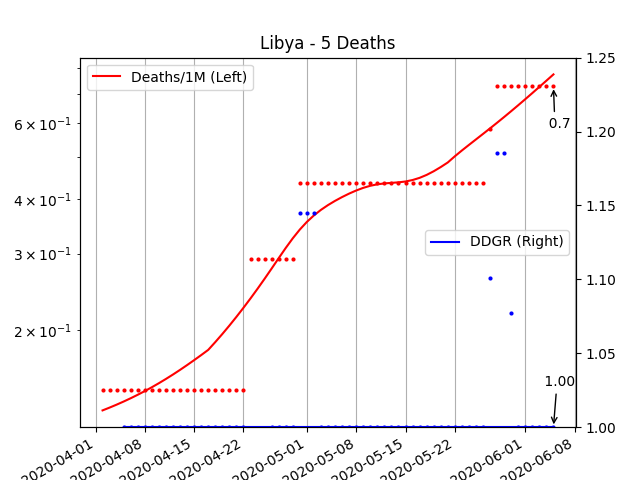 Libya - 5 Deaths
Deaths/1M (Left)
DDGR (Right)
6 × 10⁻¹
4 × 10⁻¹
3 × 10⁻¹
2 × 10⁻¹
1.25
1.20
1.15
1.10
1.05
1.00
0.7
1.00
2020-04-01
2020-04-08
2020-04-15
2020-04-22
2020-05-01
2020-05-08
2020-05-15
2020-05-22
2020-06-01
2020-06-08